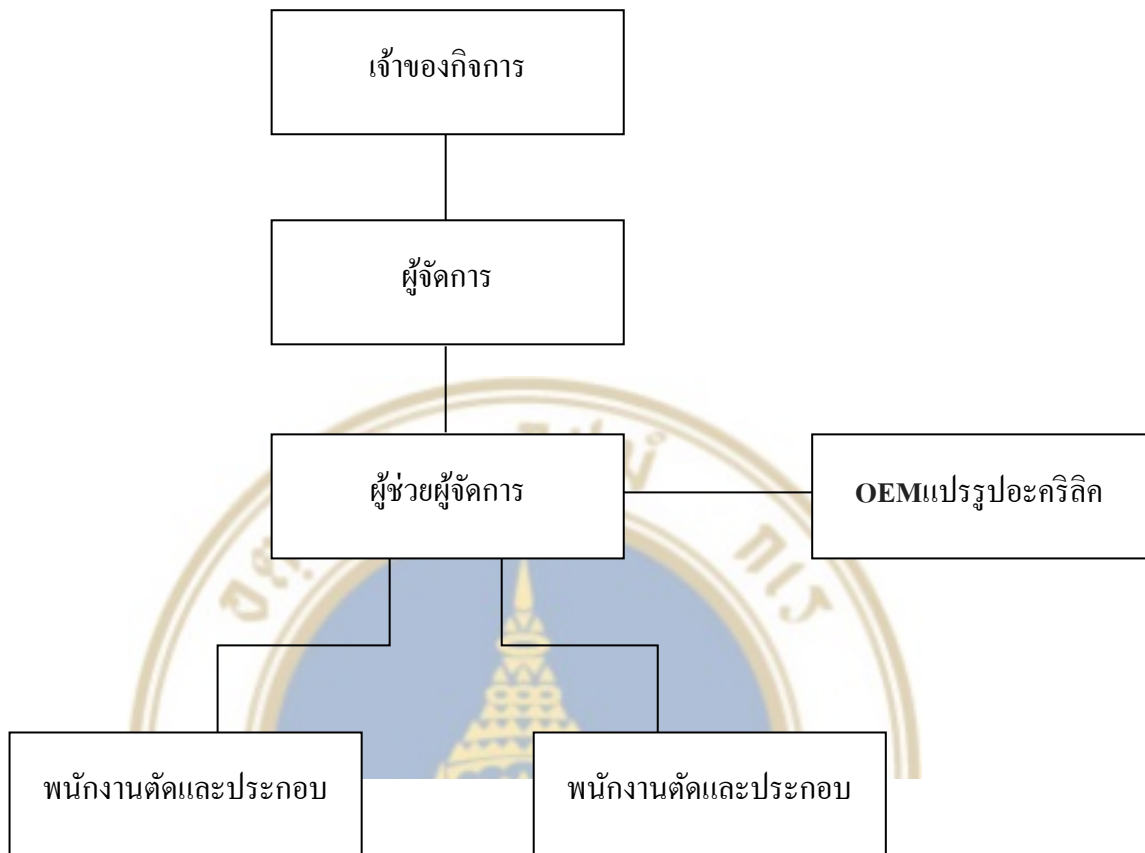 เจ้าของกิจการ
ผู้จัดการ
ผู้ช่วยผู้จัดการ
OEMแปรรูปอะคริลิค
พนักงานตัดและประกอบ
พนักงานตัดและประกอบ